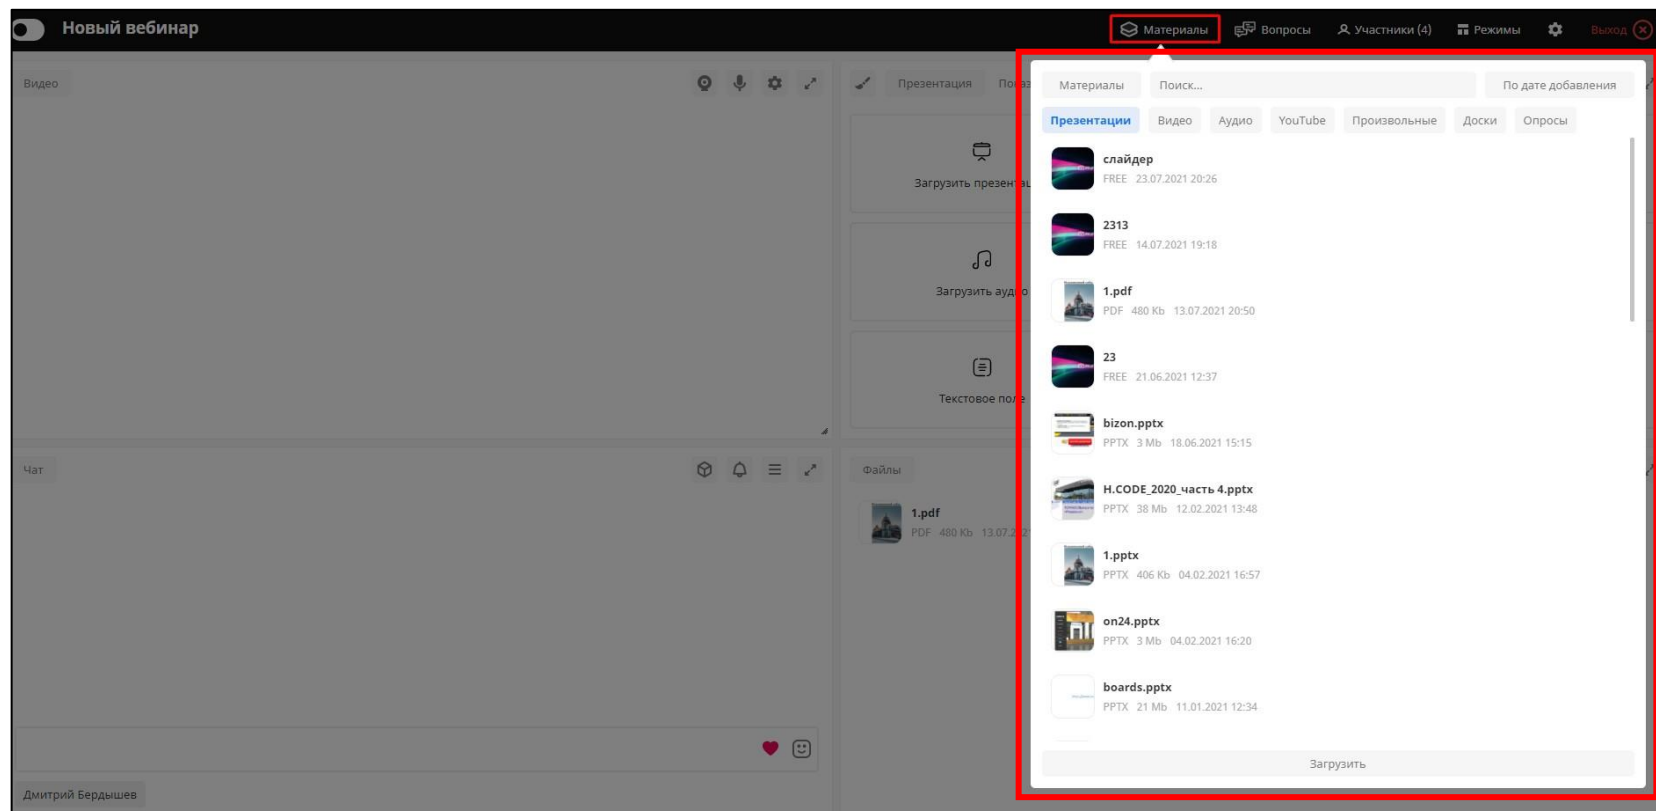 Новый вебинар
Материалы
Вопросы
Участники (4)
Режимы
Выход
Видео
Презентация
Загрузить
Загрузить аудио
Текстовое поле
Чат
Файлы
1.pdf
PDF 480 Kb
Дмитрий Бердышев
Материалы
Поиск...
По дате добавления
Презентации
Видео
Аудио
YouTube
Произвольные
Доски
Опросы
слайдер
FREE 23.07.2021 20:26
2313
FREE 14.07.2021 19:18
1.pdf
PDF 480 Kb 13.07.2021 20:50
23
FREE 21.06.2021 12:37
bizon.pptx
PPTX 3 Mb 18.06.2021 15:15
H.CODE_2020_часть 4.pptx
PPTX 38 Mb 12.02.2021 13:48
1.pptx
PPTX 406 Kb 04.02.2021 16:57
on24.pptx
PPTX 3 Mb 04.02.2021 16:20
boards.pptx
PPTX 21 Mb 11.01.2021 12:34
Загрузить